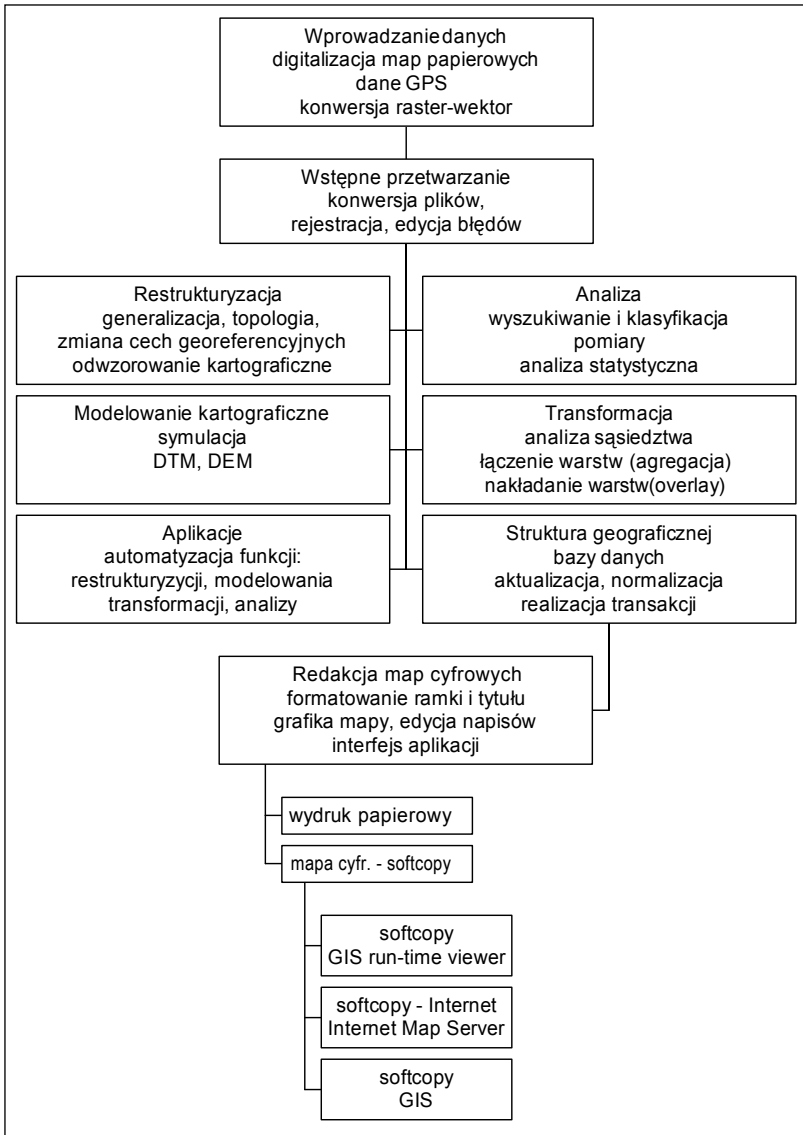 Wprowadzanie danych
digitalizacja map papierowych
dane GPS
konwersja raster-wektor
Wstępne przetwarzanie
konwersja plików,
rejestracja, edycja błędów
Restrukturyzacja
generalizacja, topologia,
zmiana cech georeferencyjnych
odwzorowanie kartograficzne
Analiza
wyszukiwanie i klasyfikacja
pomiary
analiza statystyczna
Modelowanie kartograficzne
symulacja
DTM, DEM
Transformacja
analiza sąsiedztwa
łączenie warstw (agregacja)
nakładanie warstw(overlay)
Aplikacje
automatyzacja funkcji:
restrukturyzycji, modelowania
transformacji, analizy
Struktura geograficznej
bazy danych
aktualizacja, normalizacja
realizacja transakcji
Redakcja map cyfrowych
formatowanie ramki i tytułu
grafika mapy, edycja napisów
interfejs aplikacji
wydruk papierowy
mapa cyfr. - softcopy
softcopy
GIS run-time viewer
softcopy - Internet
Internet Map Server
softcopy
GIS